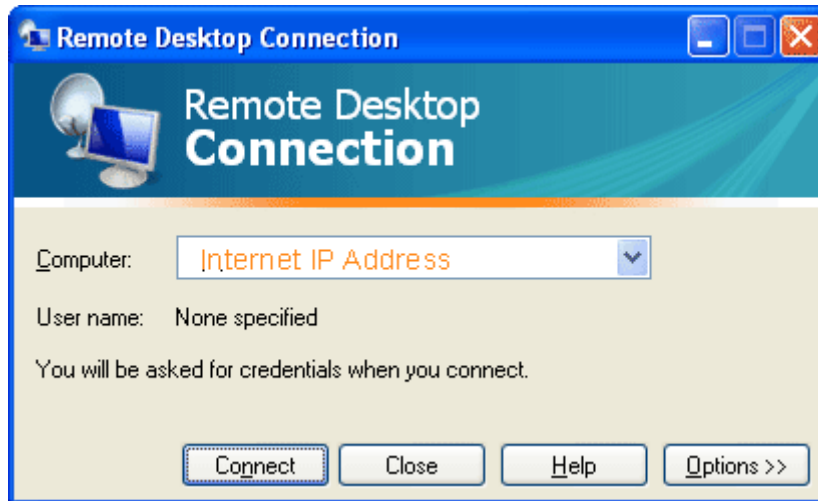 Remote Desktop Connection
Remote Desktop
Connection
Computer: Internet IP Address
User name: None specified
You will be asked for credentials when you connect.
Connect Close Help Options >>